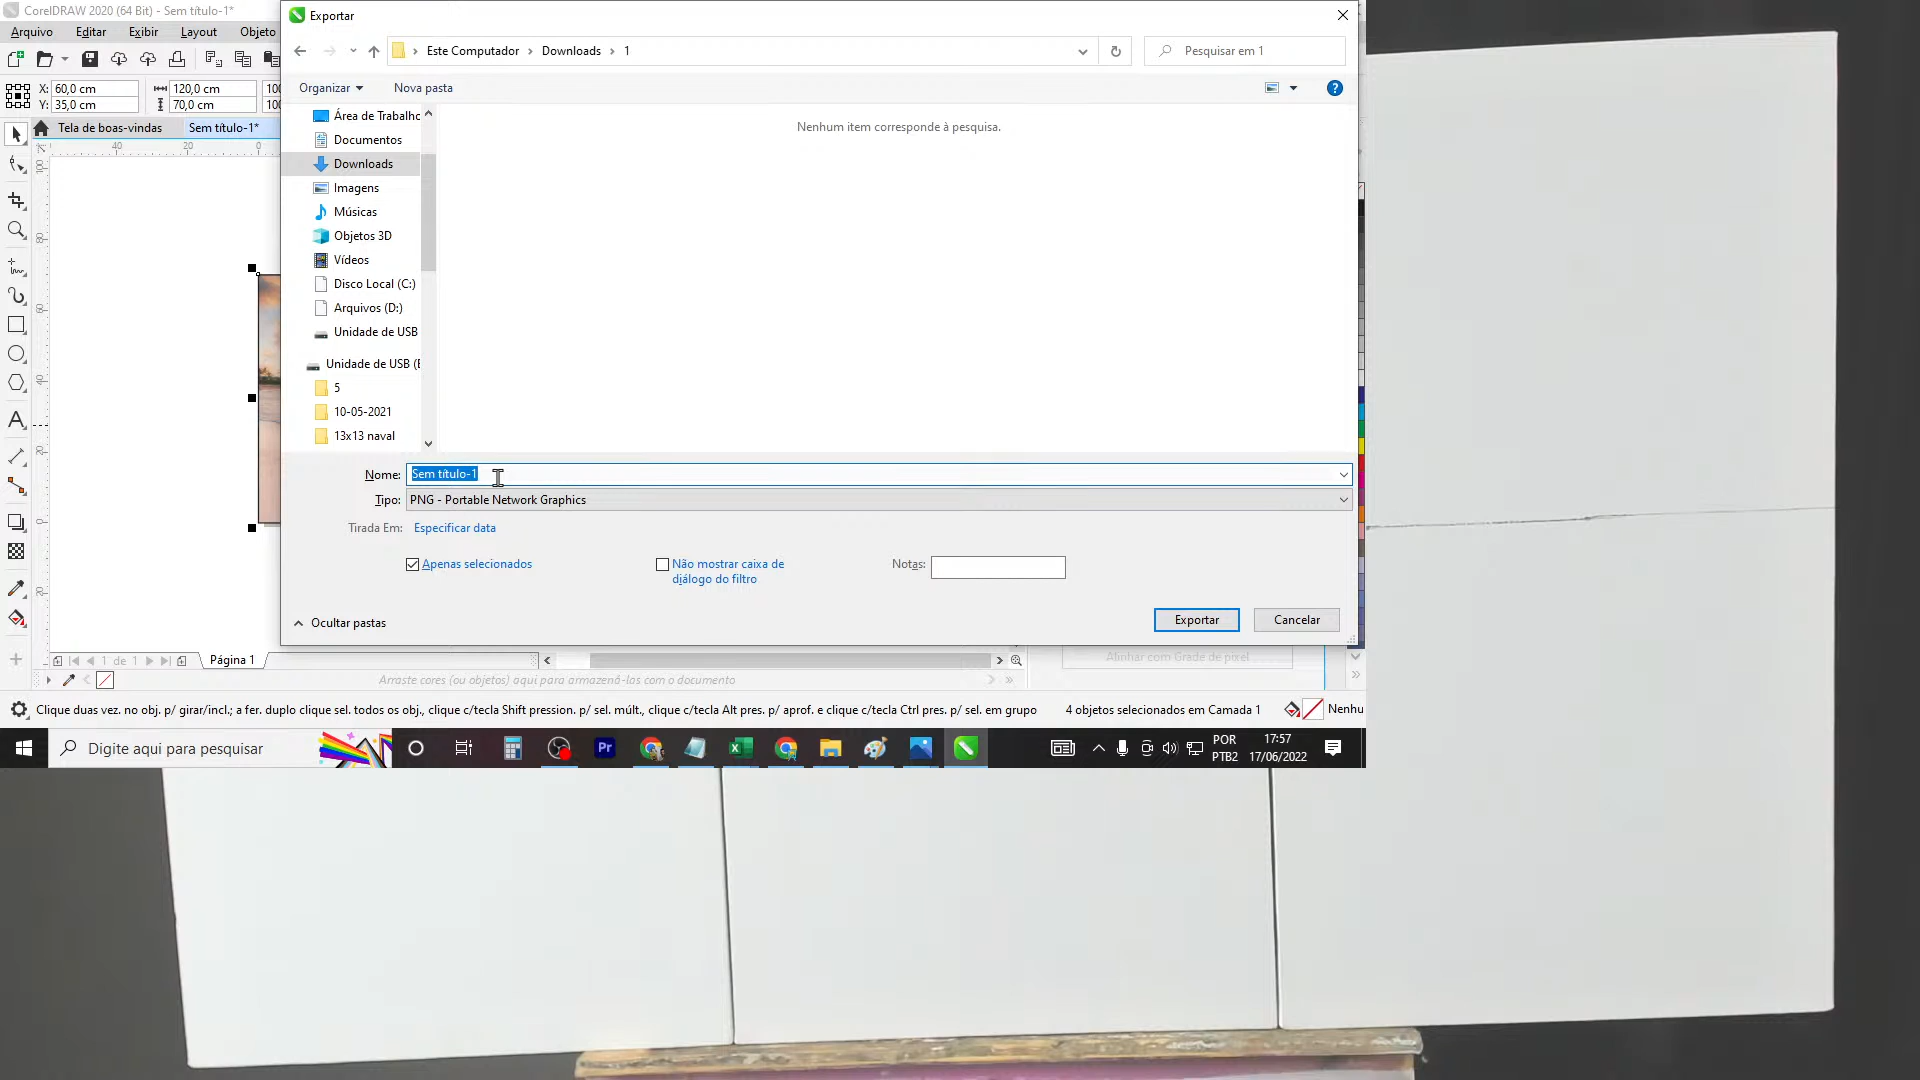 CorelDRAW 2020 (64 Bit) - Sem título-1*
Arquivo Editar Exibir Layout Objeto
X: 60,0 cm 120,0 cm
Y: 35,0 cm 70,0 cm
Tela de boas-vindas Sem título-1*
40 20 0
Exportar
Este Computador > Downloads > 1
Pesquisar em 1
Organizar Nova pasta
Área de Trabalho
Documentos
Downloads
Imagens
Músicas
Objetos 3D
Vídeos
Disco Local (C:)
Arquivos (D:)
Unidade de USB
Unidade de USB (E
5
10-05-2021
13x13 naval
Nenhum item corresponde à pesquisa.
Nome: Sem título-1
Tipo: PNG - Portable Network Graphics
Tirada Em: Especificar data
Apenas selecionados
Não mostrar caixa de
diálogo do filtro
Notas:
Ocultar pastas
Exportar Cancelar
1 de 1 Página 1
Alinhar com Grade de pixel
Arraste cores (ou objetos) aqui para armazená-las com o documento
Clique duas vez. no obj. p/ girar/incl.; a fer. duplo clique sel. todos os obj., clique c/tecla Shift pression. p/ sel. múlt., clique c/tecla Alt pres. p/ aprof. e clique c/tecla Ctrl pres. p/ sel. em grupo
4 objetos selecionados em Camada 1
Nenhu
Digite aqui para pesquisar
Pr
POR
PTB2
17:57
17/06/2022